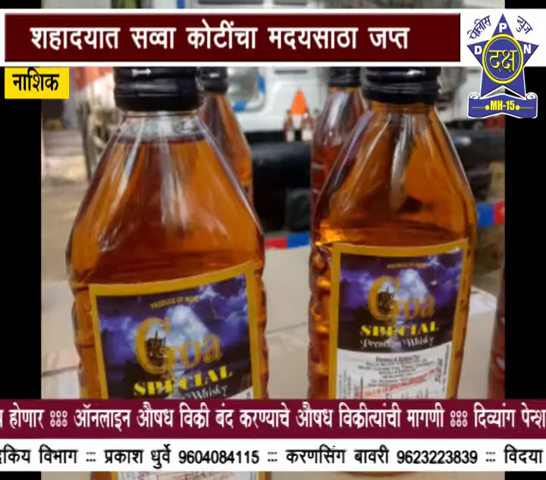 शहादयात सव्वा कोटींचा मदयसाठा जप्त
पोलीस न्युज
D P N
दक्ष
MH-15
नाशिक
Goa
SPECIAL
Premium Whisky
Goa
SPECIAL
Whisky
होणार ःःः ऑनलाइन औषध विक्री बंद करण्याचे औषध विक्रीत्यांची मागणी ःःः दिव्यांग पेन्श
दकिय विभाग ःः प्रकाश धुर्वे 9604084115 ःः करणसिंग बावरी 9623223839 ःः विदया